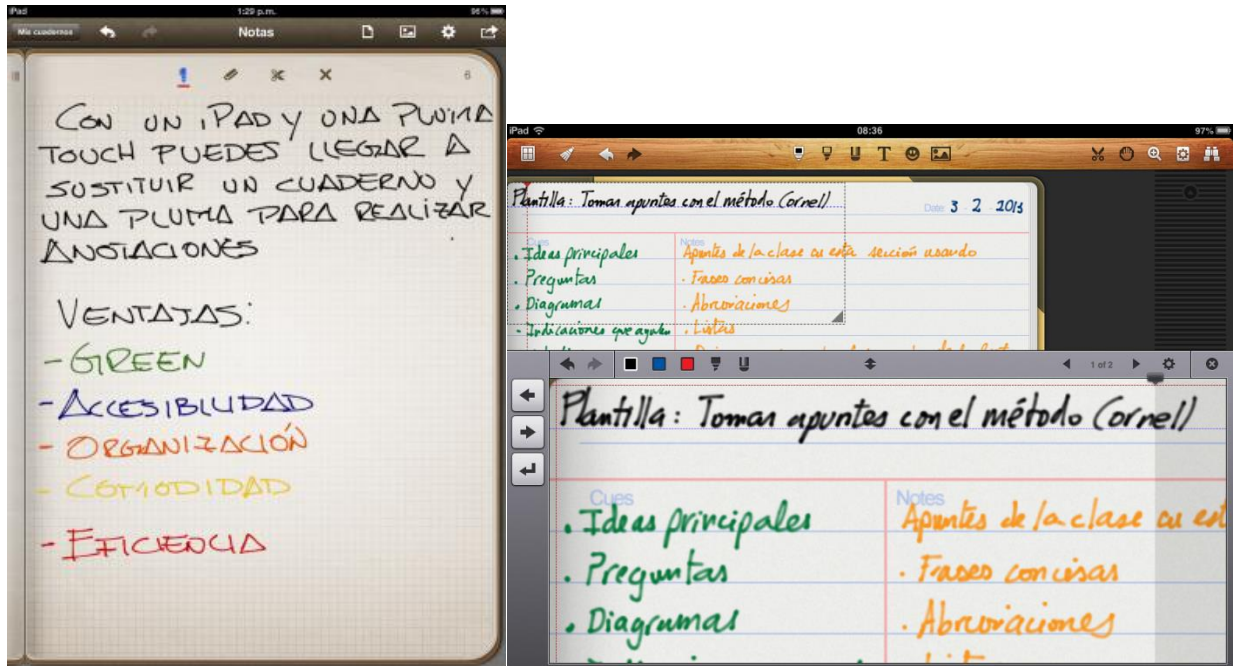 iPad 1:29 p.m. 95%
Mis cuadernos Notas
6
CON UN iPAD Y UNA PLUMA
TOUCH PUEDES LLEGAR A
SUSTITUIR UN CUADERNO Y
UNA PLUMA PARA REALIZAR
ANOTACIONES
VENTAJAS:
- GREEN
- ACCESIBILIDAD
- ORGANIZACIÓN
- COMODIDAD
- EFICIENCIA
iPad 08:36 97%
T
Plantilla: Tomar apuntes con el método Cornell
Date: 3 2 2013
Cues Notes
. Ideas principales Apuntes de la clase en esta sección usando
. Preguntas · Frases concisas
. Diagramas · Abreviaciones
- Indicaciones que ayuden · Listas
1 of 2
Plantilla: Tomar apuntes con el método Cornell
Cues Notes
. Ideas principales Apuntes de la clase en est
. Preguntas · Frases concisas
. Diagramas · Abreviaciones